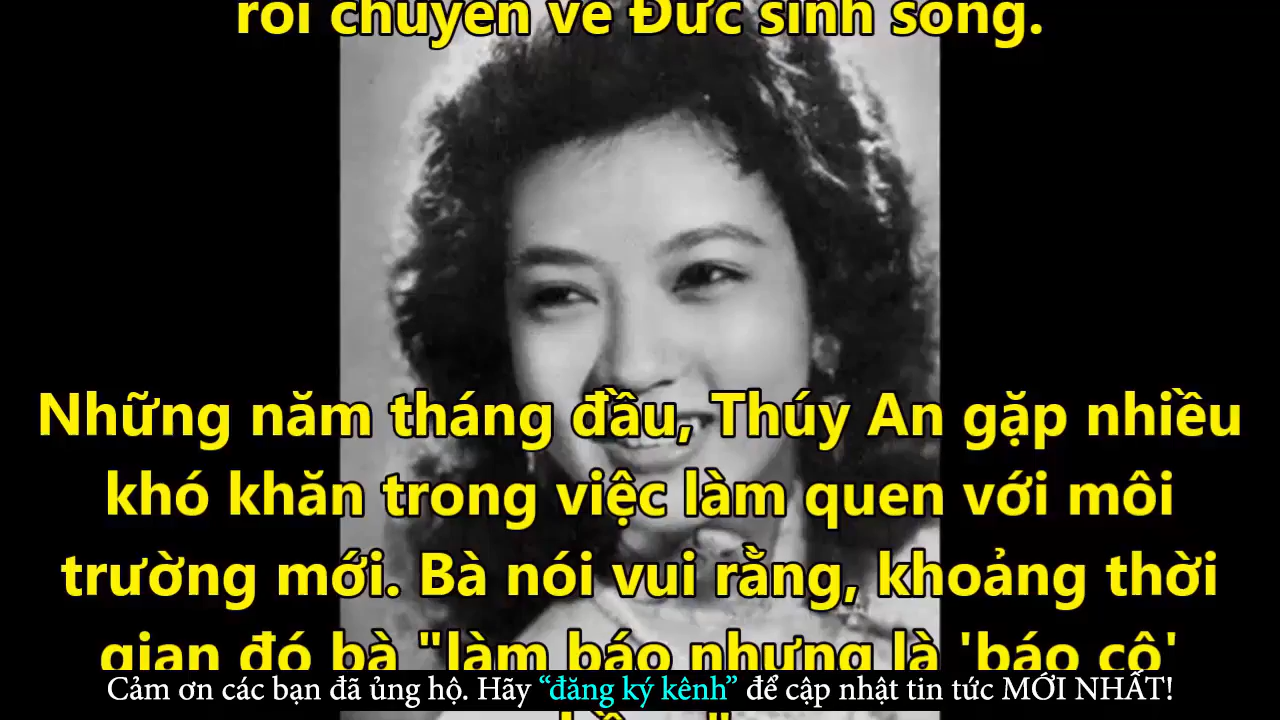 rồi chuyển về Đức sinh sống.
Những năm tháng đầu, Thúy An gặp nhiều
khó khăn trong việc làm quen với môi
trường mới. Bà nói vui rằng, khoảng thời
gian đó bà "làm báo nhưng là 'báo cô'
Cảm ơn các bạn đã ủng hộ. Hãy “đăng ký kênh” để cập nhật tin tức MỚI NHẤT!